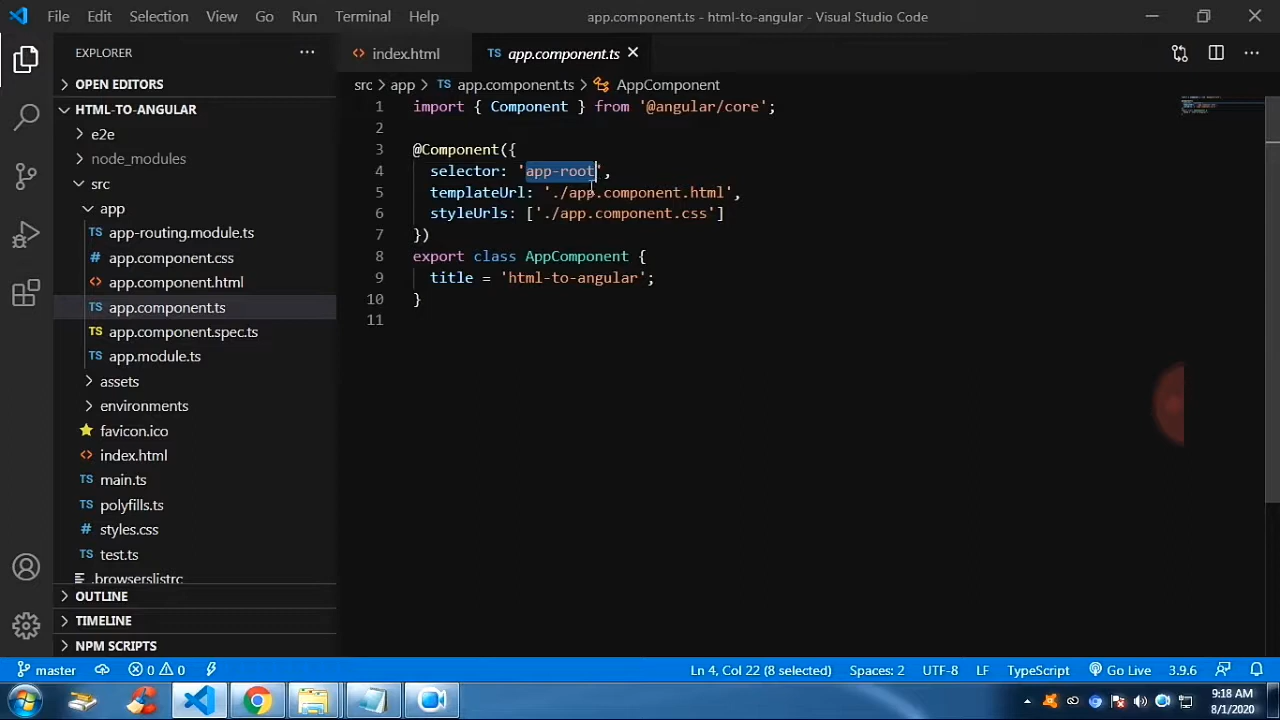 File Edit Selection View Go Run Terminal Help app.component.ts - html-to-angular - Visual Studio Code
EXPLORER ···
index.html TS app.component.ts
OPEN EDITORS
src > app > TS app.component.ts > AppComponent
HTML-TO-ANGULAR
e2e
node_modules
src
app
TS app-routing.module.ts
# app.component.css
<> app.component.html
TS app.component.ts
TS app.component.spec.ts
TS app.module.ts
assets
environments
favicon.ico
<> index.html
TS main.ts
TS polyfills.ts
# styles.css
TS test.ts
.browserslistrc
OUTLINE
TIMELINE
NPM SCRIPTS
1 import { Component } from '@angular/core';
2
3 @Component({
4 selector: 'app-root',
5 templateUrl: './app.component.html',
6 styleUrls: ['./app.component.css']
7 })
8 export class AppComponent {
9 title = 'html-to-angular';
10 }
11
master 0 0 Ln 4, Col 22 (8 selected) Spaces: 2 UTF-8 LF TypeScript Go Live 3.9.6
9:18 AM
8/1/2020